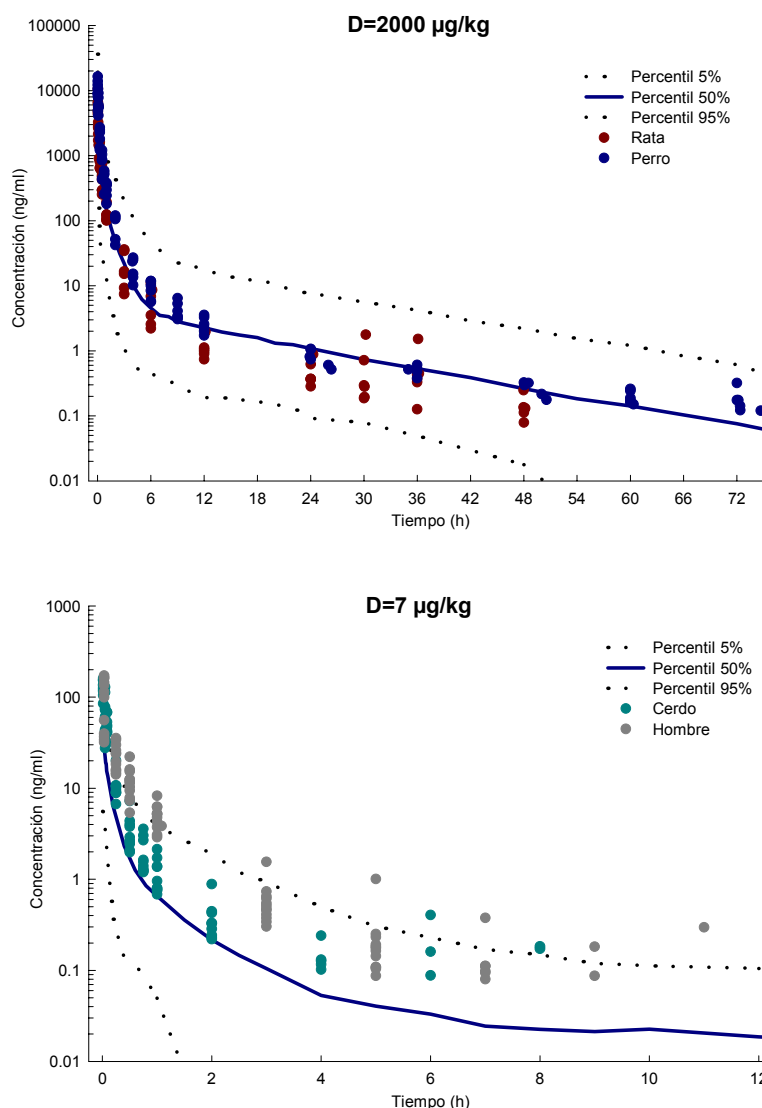 D=2000 µg/kg
Percentil 5%
Percentil 50%
Percentil 95%
Rata
Perro
Concentración (ng/ml)
100000
10000
1000
100
10
1
0.1
0.01
0 6 12 18 24 30 36 42 48 54 60 66 72
Tiempo (h)
D=7 µg/kg
Percentil 5%
Percentil 50%
Percentil 95%
Cerdo
Hombre
Concentración (ng/ml)
1000
100
10
1
0.1
0.01
0 2 4 6 8 10 12
Tiempo (h)